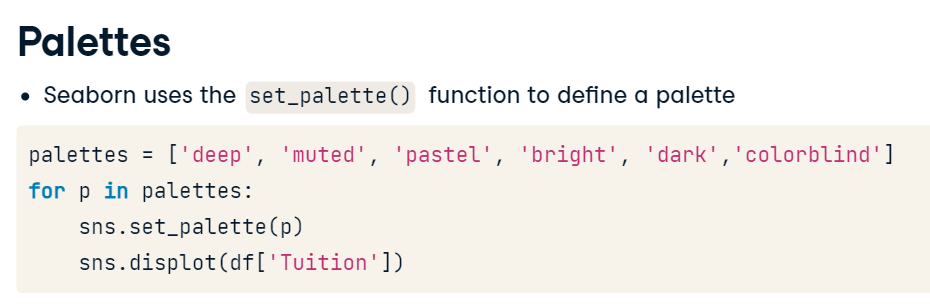 Palettes
• Seaborn uses the set_palette() function to define a palette
palettes = ['deep', 'muted', 'pastel', 'bright', 'dark','colorblind']
for p in palettes:
    sns.set_palette(p)
    sns.displot(df['Tuition'])